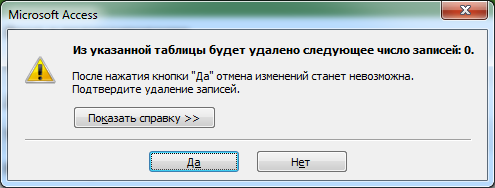 Microsoft Access
Из указанной таблицы будет удалено следующее число записей: 0.
После нажатия кнопки "Да" отмена изменений станет невозможна.
Подтвердите удаление записей.
Показать справку >>
Да
Нет